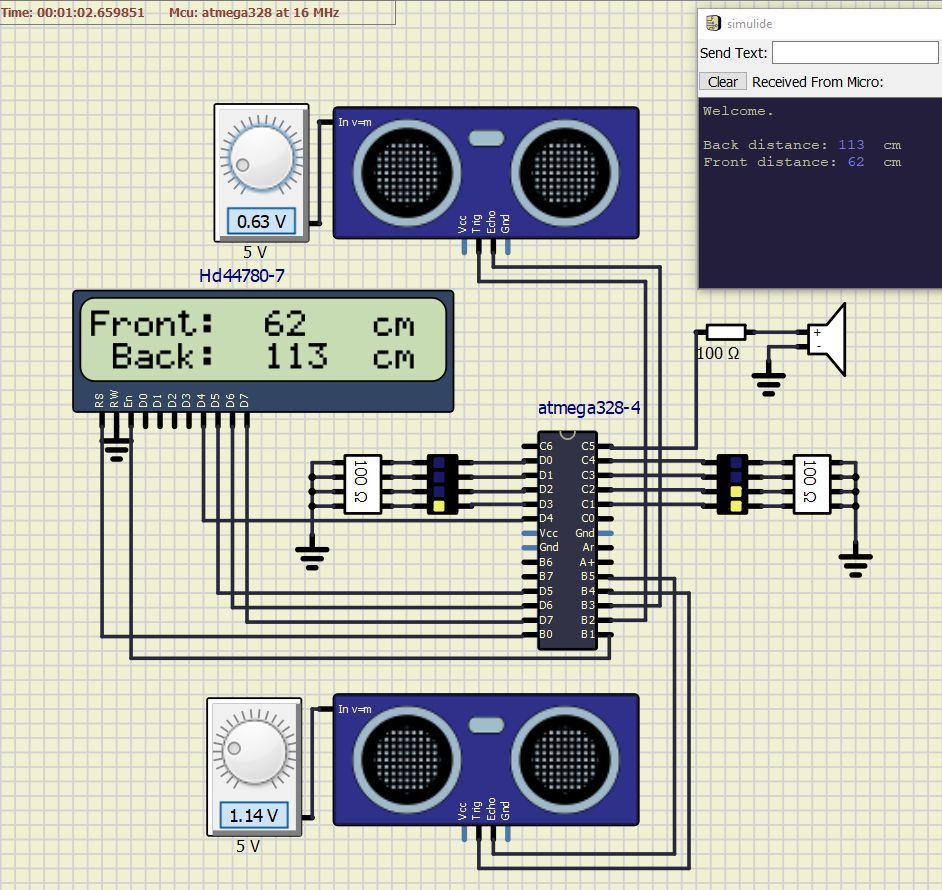 Time: 00:01:02.659851 Mcu: atmega328 at 16 MHz
simulide
Send Text:
Clear Received From Micro:
Welcome.
Back distance: 113 cm
Front distance: 62 cm
In v=m
0.63 V
5 V
Vcc Trig Echo Gnd
Hd44780-7
Front: 62 cm
Back: 113 cm
RS RW En D0 D1 D2 D3 D4 D5 D6 D7
+
-
100 Ω
atmega328-4
C6 C5
D0 C4
D1 C3
D2 C2
D3 C1
D4 C0
Vcc Gnd
Gnd Ar
B6 A+
B7 B5
D5 B4
D6 B3
D7 B2
B0 B1
100 Ω
100 Ω
In v=m
1.14 V
5 V
Vcc Trig Echo Gnd